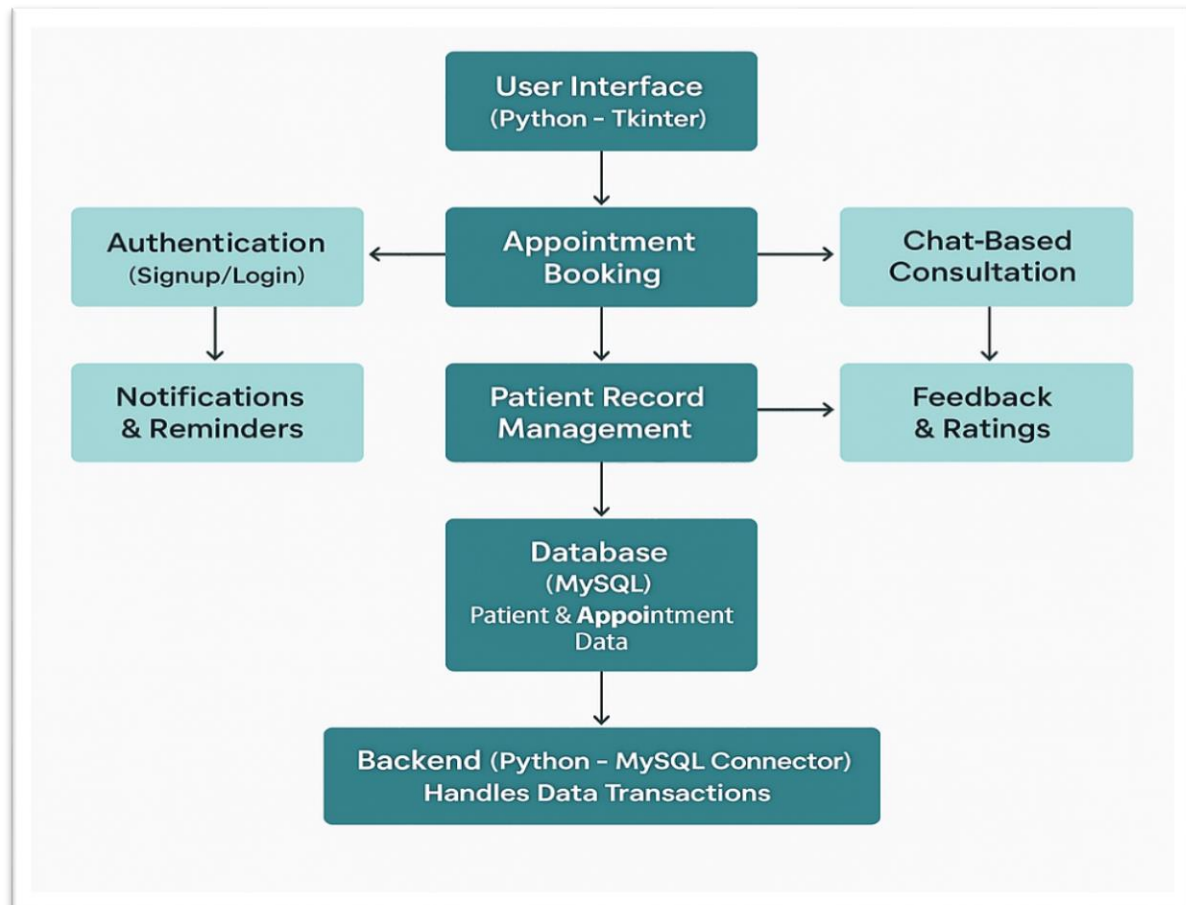 User Interface
(Python - Tkinter)
Authentication
(Signup/Login)
Appointment
Booking
Chat-Based
Consultation
Notifications
& Reminders
Patient Record
Management
Feedback
& Ratings
Database
(MySQL)
Patient & Appointment
Data
Backend (Python - MySQL Connector)
Handles Data Transactions